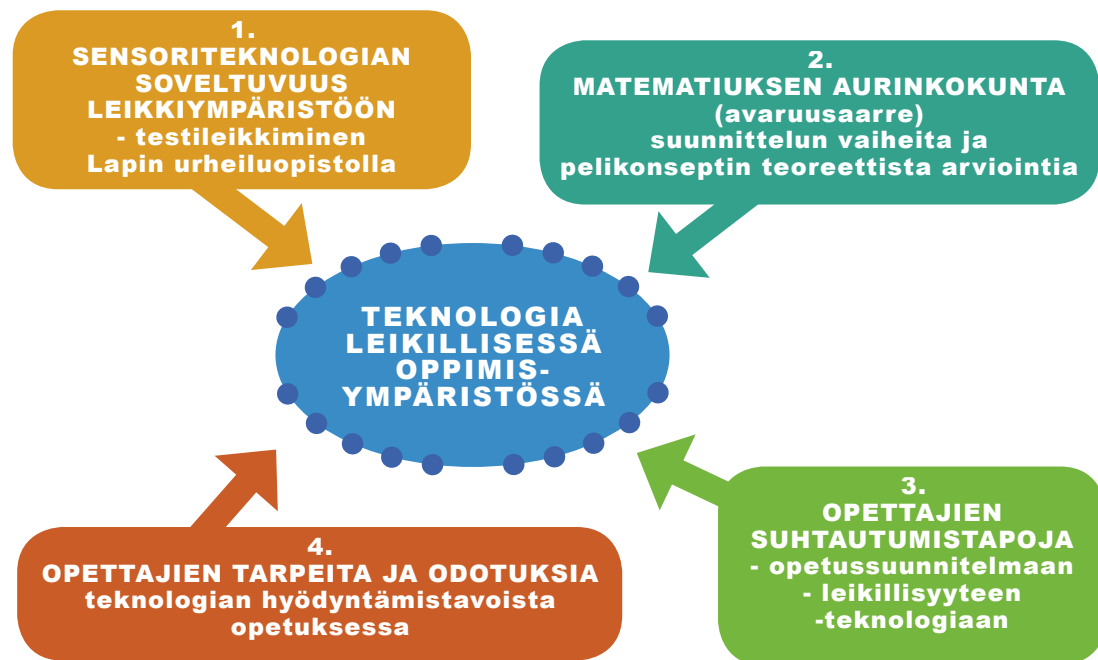 1.
SENSORITEKNOLOGIAN
SOVELTUVUUS
LEIKKIYMPÄRISTÖÖN
- testileikkiminen
Lapin urheiluopistolla
2.
MATEMATIUKSEN AURINKOKUNTA
(avaruusaarre)
suunnittelun vaiheita ja
pelikonseptin teoreettista arviointia
TEKNOLOGIA
LEIKILLISESSÄ
OPPIMIS-
YMPÄRISTÖSSÄ
3.
OPETTAJIEN
SUHTAUTUMISTAPOJA
- opetussuunnitelmaan
- leikillisyyteen
-teknologiaan
4.
OPETTAJIEN TARPEITA JA ODOTUKSIA
teknologian hyödyntämistavoista
opetuksessa